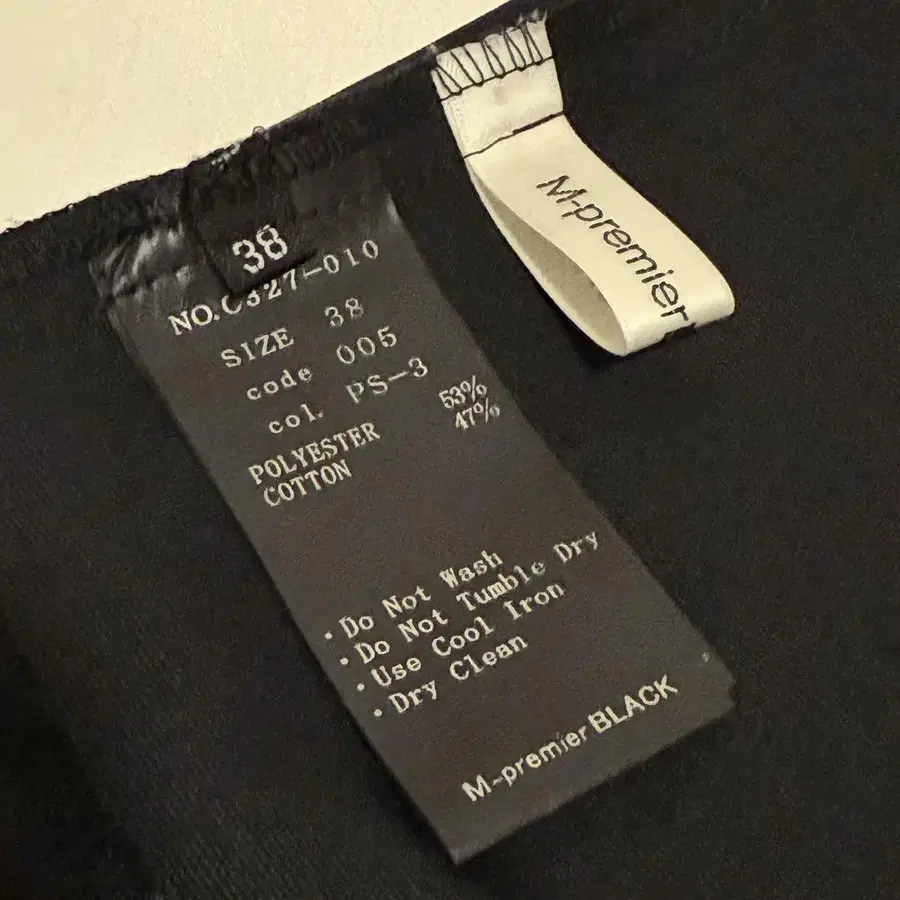 38
NO.C327-010
SIZE 38
code 005
col. PS-3
POLYESTER 53%
COTTON 47%
・Do Not Wash
・Do Not Tumble Dry
・Use Cool Iron
・Dry Clean
M-premier BLACK
M-premier